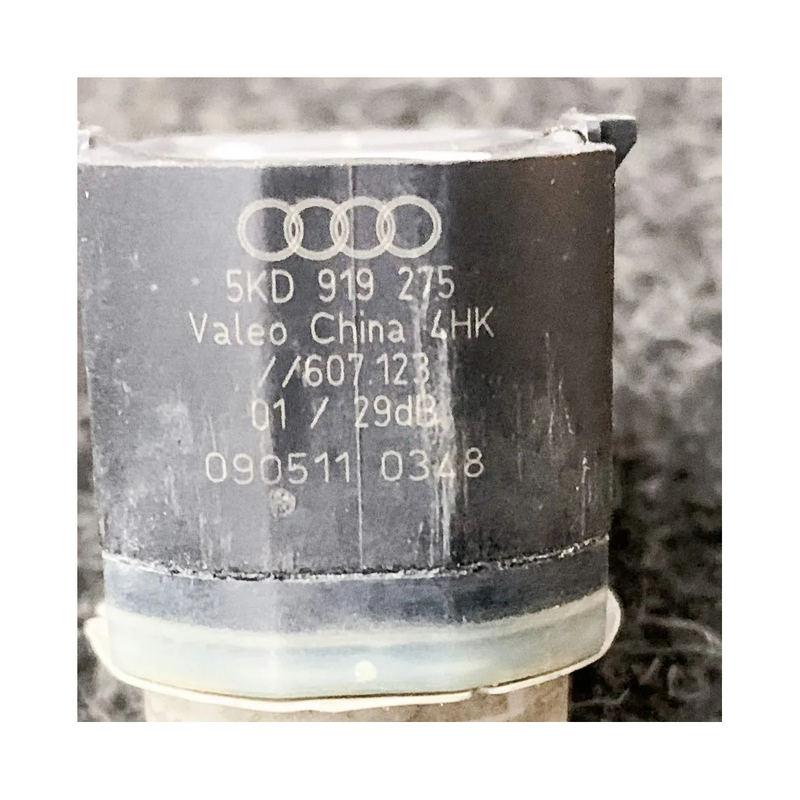 5KD 919 275
Valeo China 4HK
//607.123
01 / 29dB
090511 0348